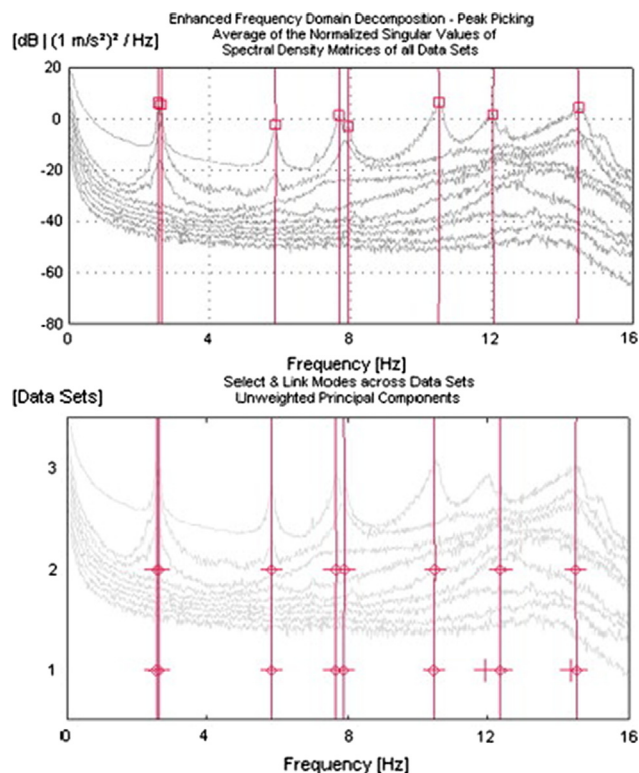 Enhanced Frequency Domain Decomposition - Peak Picking
[dB | (1 m/s²)² / Hz]
Average of the Normalized Singular Values of
Spectral Density Matrices of all Data Sets
20
0
-20
-40
-60
-80
0 4 8 12 16
Frequency [Hz]
Select & Link Modes across Data Sets
[Data Sets]
Unweighted Principal Components
3
2
1
0 4 8 12 16
Frequency [Hz]